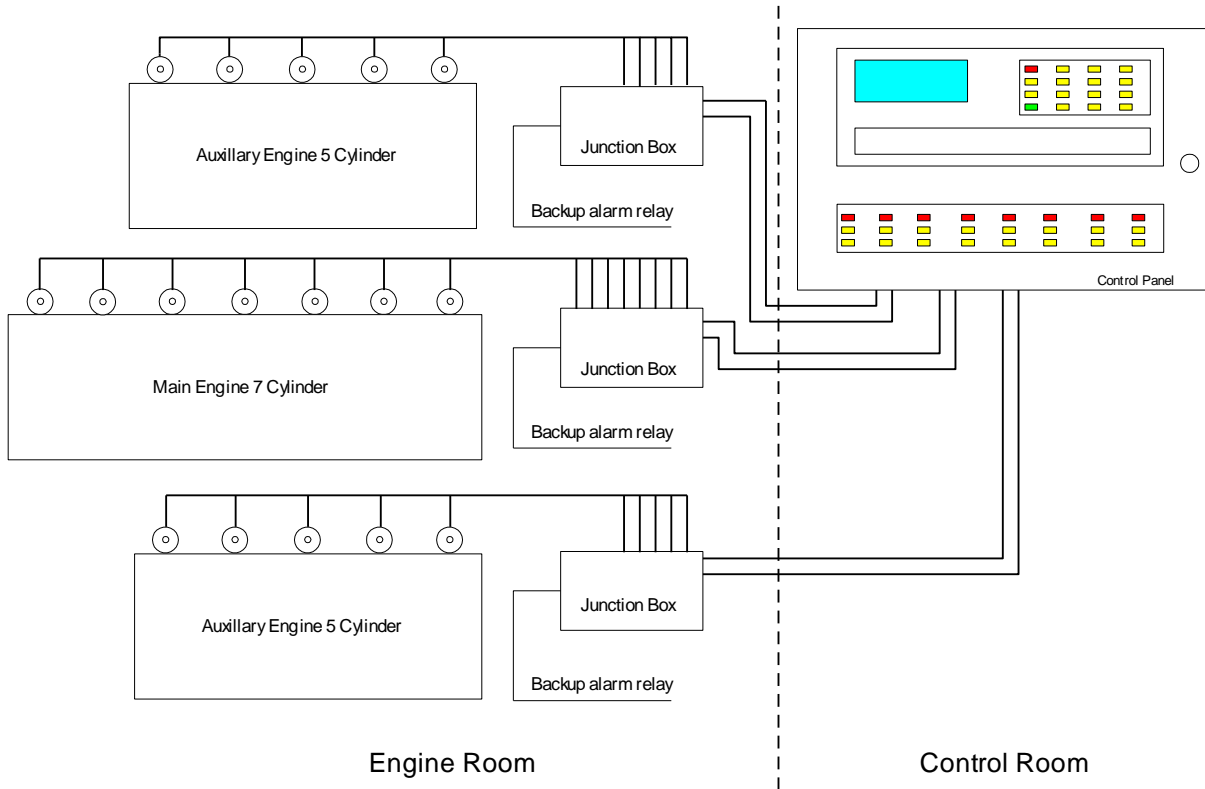 Auxillary Engine 5 Cylinder
Junction Box
Backup alarm relay
Control Panel
Main Engine 7 Cylinder
Junction Box
Backup alarm relay
Auxillary Engine 5 Cylinder
Junction Box
Backup alarm relay
Engine Room
Control Room